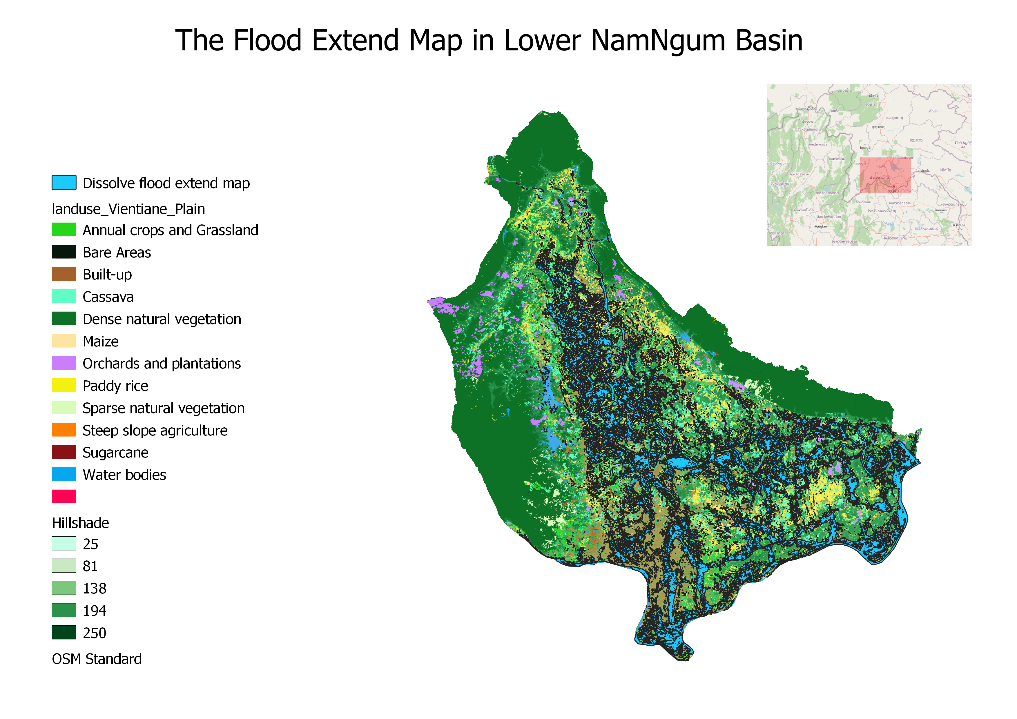 The Flood Extend Map in Lower NamNgum Basin
Dissolve flood extend map
landuse_Vientiane_Plain
Annual crops and Grassland
Bare Areas
Built-up
Cassava
Dense natural vegetation
Maize
Orchards and plantations
Paddy rice
Sparse natural vegetation
Steep slope agriculture
Sugarcane
Water bodies
Hillshade
25
81
138
194
250
OSM Standard